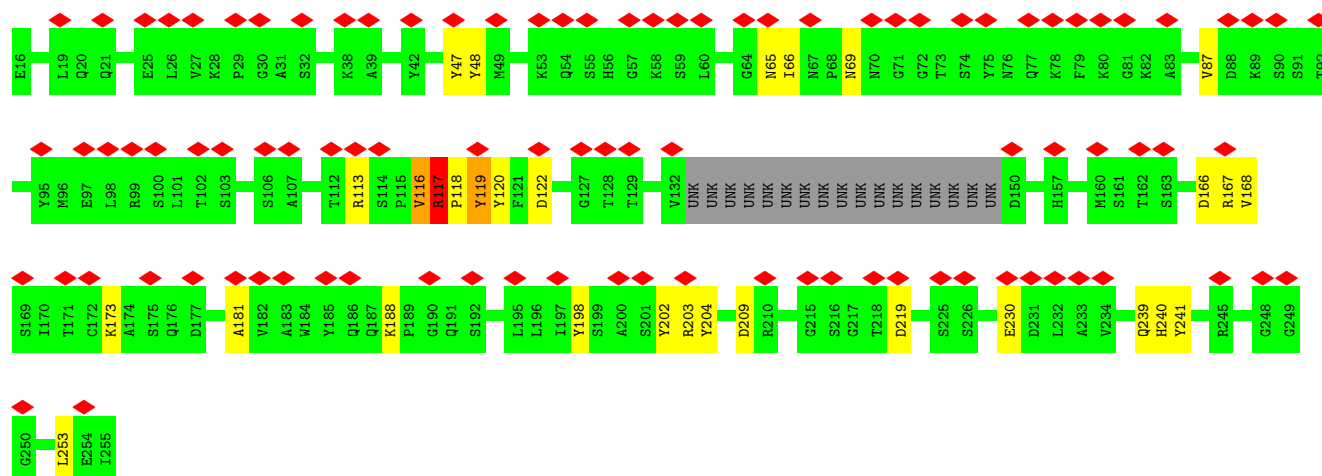 E16 L19 Q20 Q21 E25 L26 V27 K28 P29 G30 A31 S32 K38 A39 Y42 Y47 Y48 M49 K53 Q54 S55 H56 G57 K58 S59 L60 G64 N65 I66 N67 P68 N69 N70 G71 G72 T73 S74 Y75 N76 Q77 K78 F79 K80 G81 K82 A83 V87 D88 K89 S90 S91 T92
Y95 M96 E97 L98 R99 S100 L101 T102 S103 S106 A107 T112 R113 S114 P115 V116 R117 P118 Y119 Y120 F121 D122 G127 T128 T129 V132 UNK UNK UNK UNK UNK UNK UNK UNK UNK UNK UNK UNK UNK UNK UNK UNK UNK UNK D150 H157 M160 S161 T162 S163 D166 R167 V168
S169 I170 T171 C172 K173 A174 S175 Q176 D177 A181 V182 A183 W184 Y185 Q186 Q187 K188 P189 G190 Q191 S192 L195 L196 I197 Y198 S199 A200 S201 Y202 R203 Y204 D209 R210 G215 S216 G217 T218 D219 S225 S226 E230 D231 L232 A233 V234 Q239 H240 Y241 R245 G248 G249
G250 L253 E254 I255